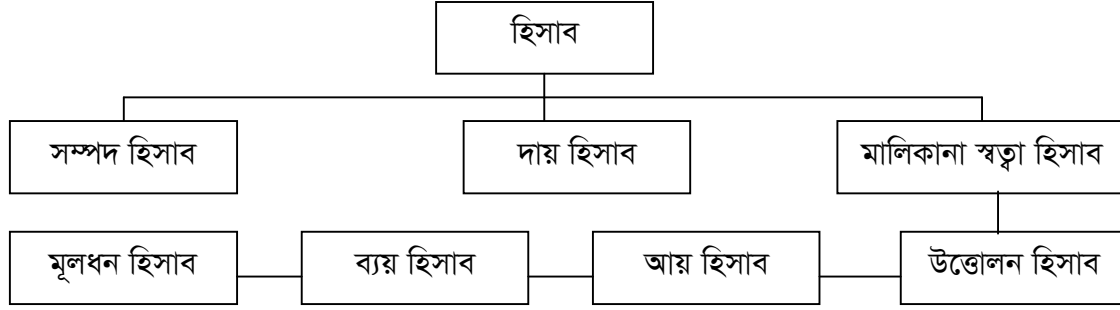 হিসাব
সম্পদ হিসাব
দায় হিসাব
মালিকানা স্বত্বা হিসাব
মূলধন হিসাব
ব্যয় হিসাব
আয় হিসাব
উত্তোলন হিসাব